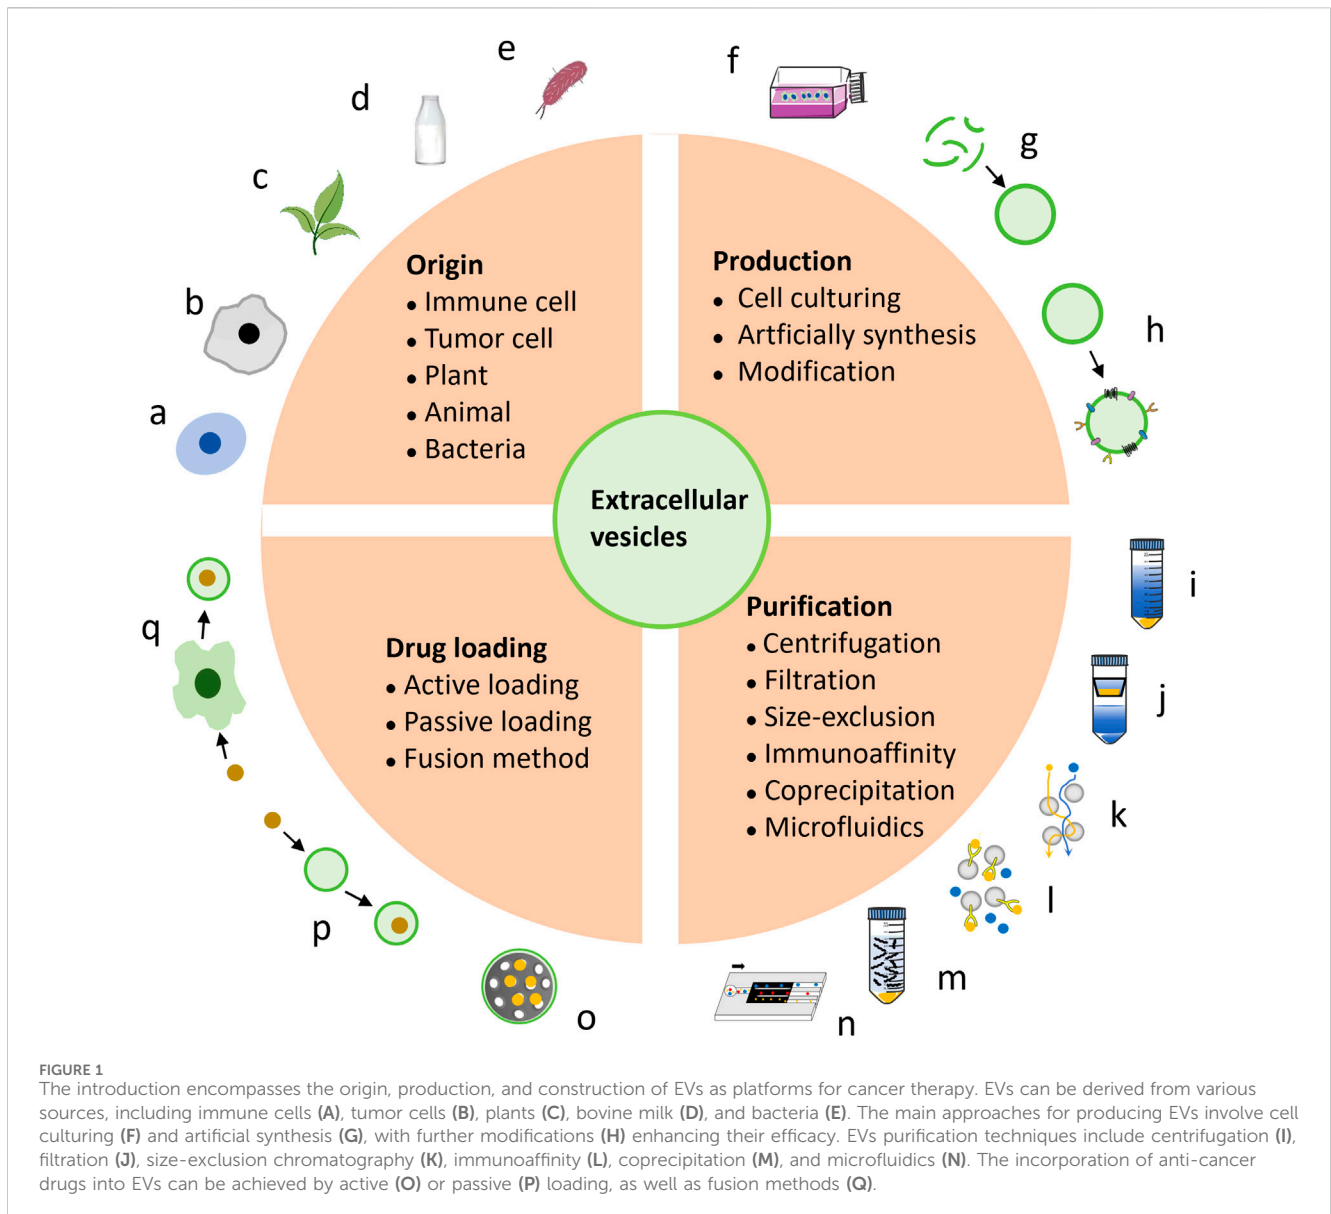 e
f
d
g
c
Origin
• Immune cell
• Tumor cell
• Plant
• Animal
• Bacteria
Production
• Cell culturing
• Artficially synthesis
• Modification
b
h
a
Extracellular
vesicles
i
q
Drug loading
• Active loading
• Passive loading
• Fusion method
Purification
• Centrifugation
• Filtration
• Size-exclusion
• Immunoaffinity
• Coprecipitation
• Microfluidics
j
k
l
p
m
o
n
FIGURE 1
The introduction encompasses the origin, production, and construction of EVs as platforms for cancer therapy. EVs can be derived from various
sources, including immune cells (A), tumor cells (B), plants (C), bovine milk (D), and bacteria (E). The main approaches for producing EVs involve cell
culturing (F) and artificial synthesis (G), with further modifications (H) enhancing their efficacy. EVs purification techniques include centrifugation (I),
filtration (J), size-exclusion chromatography (K), immunoaffinity (L), coprecipitation (M), and microfluidics (N). The incorporation of anti-cancer
drugs into EVs can be achieved by active (O) or passive (P) loading, as well as fusion methods (Q).